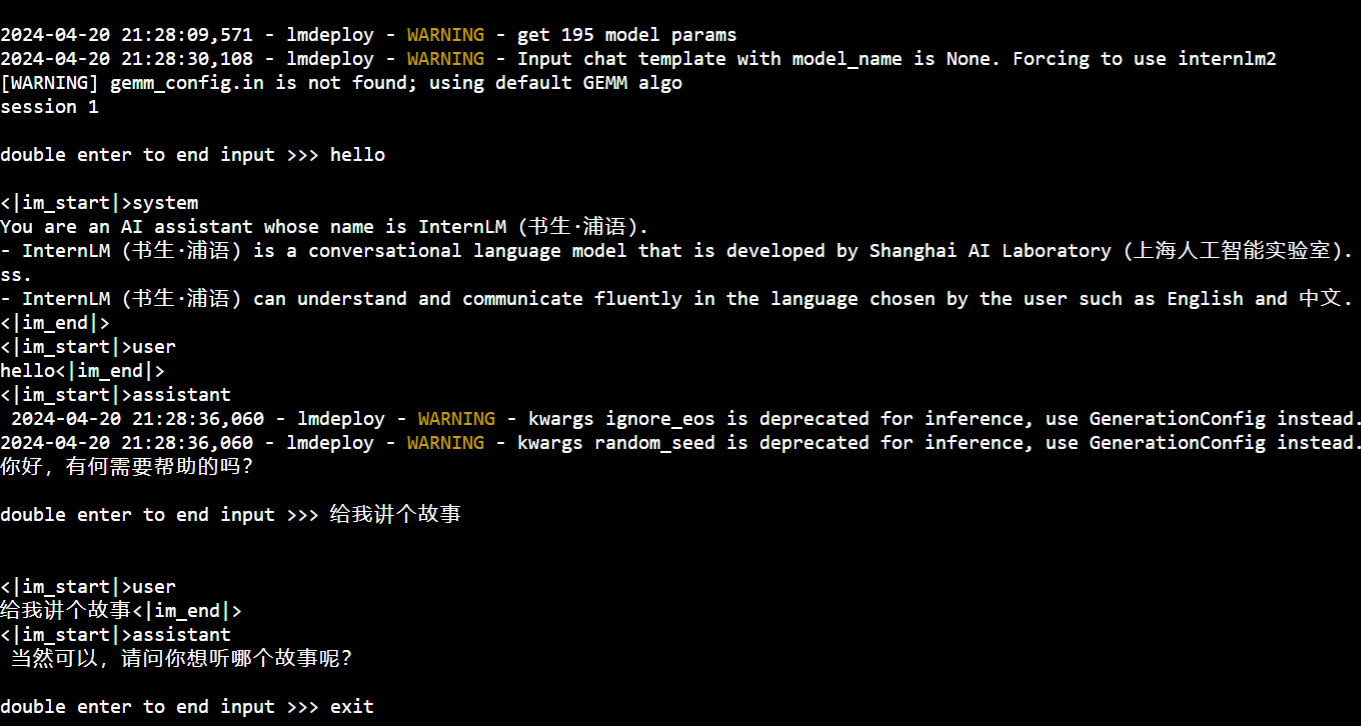 2024-04-20 21:28:09,571 - lmdeploy - WARNING - get 195 model params
2024-04-20 21:28:30,108 - lmdeploy - WARNING - Input chat template with model_name is None. Forcing to use internlm2
[WARNING] gemm_config.in is not found; using default GEMM algo
session 1
double enter to end input >>> hello
<|im_start|>system
You are an AI assistant whose name is InternLM (书生·浦语).
- InternLM (书生·浦语) is a conversational language model that is developed by Shanghai AI Laboratory (上海人工智能实验室).
ss.
- InternLM (书生·浦语) can understand and communicate fluently in the language chosen by the user such as English and 中文.
<|im_end|>
<|im_start|>user
hello<|im_end|>
<|im_start|>assistant
2024-04-20 21:28:36,060 - lmdeploy - WARNING - kwargs ignore_eos is deprecated for inference, use GenerationConfig instead.
2024-04-20 21:28:36,060 - lmdeploy - WARNING - kwargs random_seed is deprecated for inference, use GenerationConfig instead.
你好，有何需要帮助的吗？
double enter to end input >>> 给我讲个故事
<|im_start|>user
给我讲个故事<|im_end|>
<|im_start|>assistant
当然可以，请问你想听哪个故事呢？
double enter to end input >>> exit